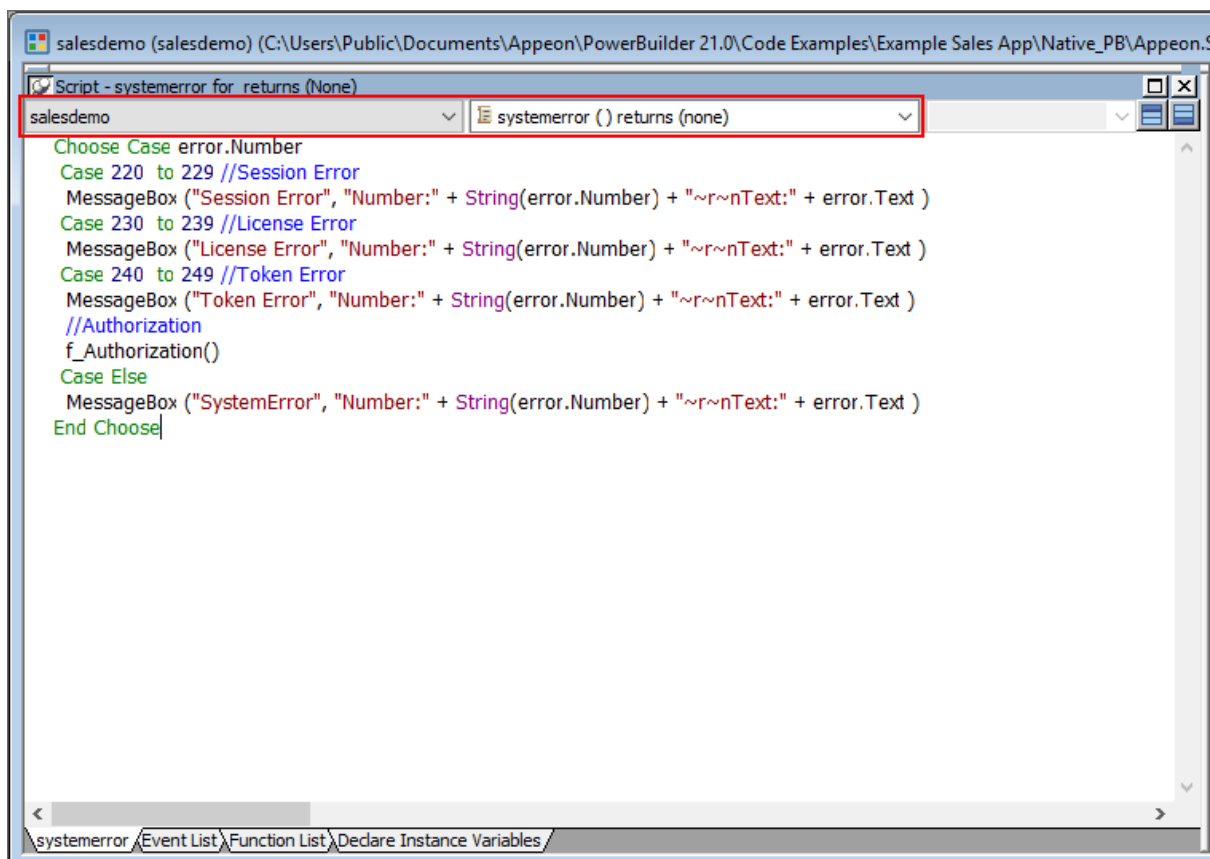 salesdemo (salesdemo) (C:\Users\Public\Documents\Appeon\PowerBuilder 21.0\Code Examples\Example Sales App\Native_PB\Appeon.S
Script - systemerror for  returns (None)
salesdemo systemerror ( ) returns (none)
Choose Case error.Number
Case 220  to 229 //Session Error
MessageBox ("Session Error", "Number:" + String(error.Number) + "~r~nText:" + error.Text )
Case 230  to 239 //License Error
MessageBox ("License Error", "Number:" + String(error.Number) + "~r~nText:" + error.Text )
Case 240  to 249 //Token Error
MessageBox ("Token Error", "Number:" + String(error.Number) + "~r~nText:" + error.Text )
//Authorization
f_Authorization()
Case Else
MessageBox ("SystemError", "Number:" + String(error.Number) + "~r~nText:" + error.Text )
End Choose
systemerror Event List Function List Declare Instance Variables